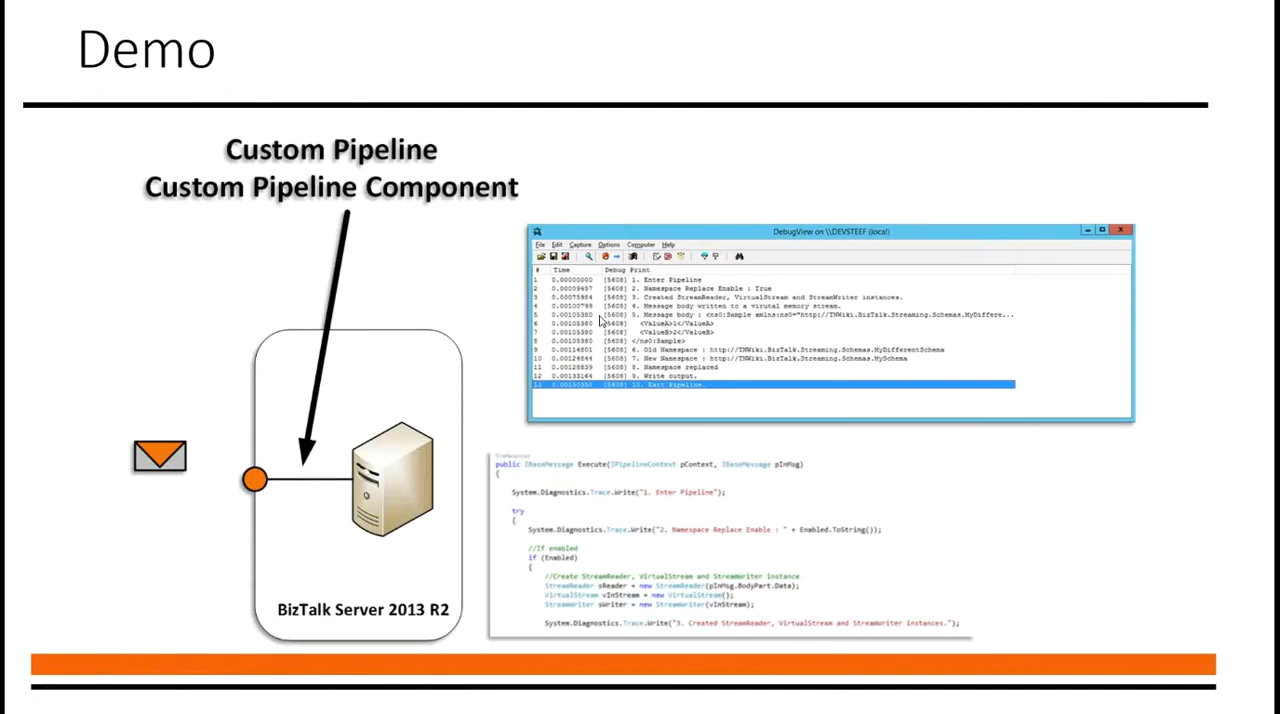 Demo
Custom Pipeline
Custom Pipeline Component
BizTalk Server 2013 R2
DebugView on \\DEVSTEEF (local)
File Edit Capture Options Computer Help
# Time Debug Print
1 0.00000000 [5608] 1. Enter Pipeline
2 0.00009457 [5608] 2. Namespace Replace Enable : True
3 0.00075984 [5608] 3. Created StreamReader, VirtualStream and StreamWriter instances.
4 0.00100799 [5608] 4. Message body written to a virutal memory stream.
5 0.00105380 [5608] 5. Message body : <ns0:Sample xmlns:ns0="http://TNWiki.BizTalk.Streaming.Schemas.MyDiffere...
6 0.00105380 [5608] <ValueA>1</ValueA>
7 0.00105380 [5608] <ValueB>2</ValueB>
8 0.00105380 [5608] </ns0:Sample>
9 0.00114801 [5608] 6. Old Namespace : http://TNWiki.BizTalk.Streaming.Schemas.MyDifferentSchema
10 0.00124844 [5608] 7. New Namespace : http://TNWiki.BizTalk.Streaming.Schemas.MySchema
11 0.00128839 [5608] 8. Namespace replaced
12 0.00133164 [5608] 9. Write output.
13 0.00150358 [5608] 10. Exit Pipeline.
public IBaseMessage Execute(IPipelineContext pContext, IBaseMessage pInMsg)
{
System.Diagnostics.Trace.Write("1. Enter Pipeline");
try
{
System.Diagnostics.Trace.Write("2. Namespace Replace Enable : " + Enabled.ToString());
//If enabled
if (Enabled)
{
//Create StreamReader, VirtualStream and StreamWriter instance
StreamReader sReader = new StreamReader(pInMsg.BodyPart.Data);
VirtualStream vInStream = new VirtualStream();
StreamWriter sWriter = new StreamWriter(vInStream);
System.Diagnostics.Trace.Write("3. Created StreamReader, VirtualStream and StreamWriter instances.");